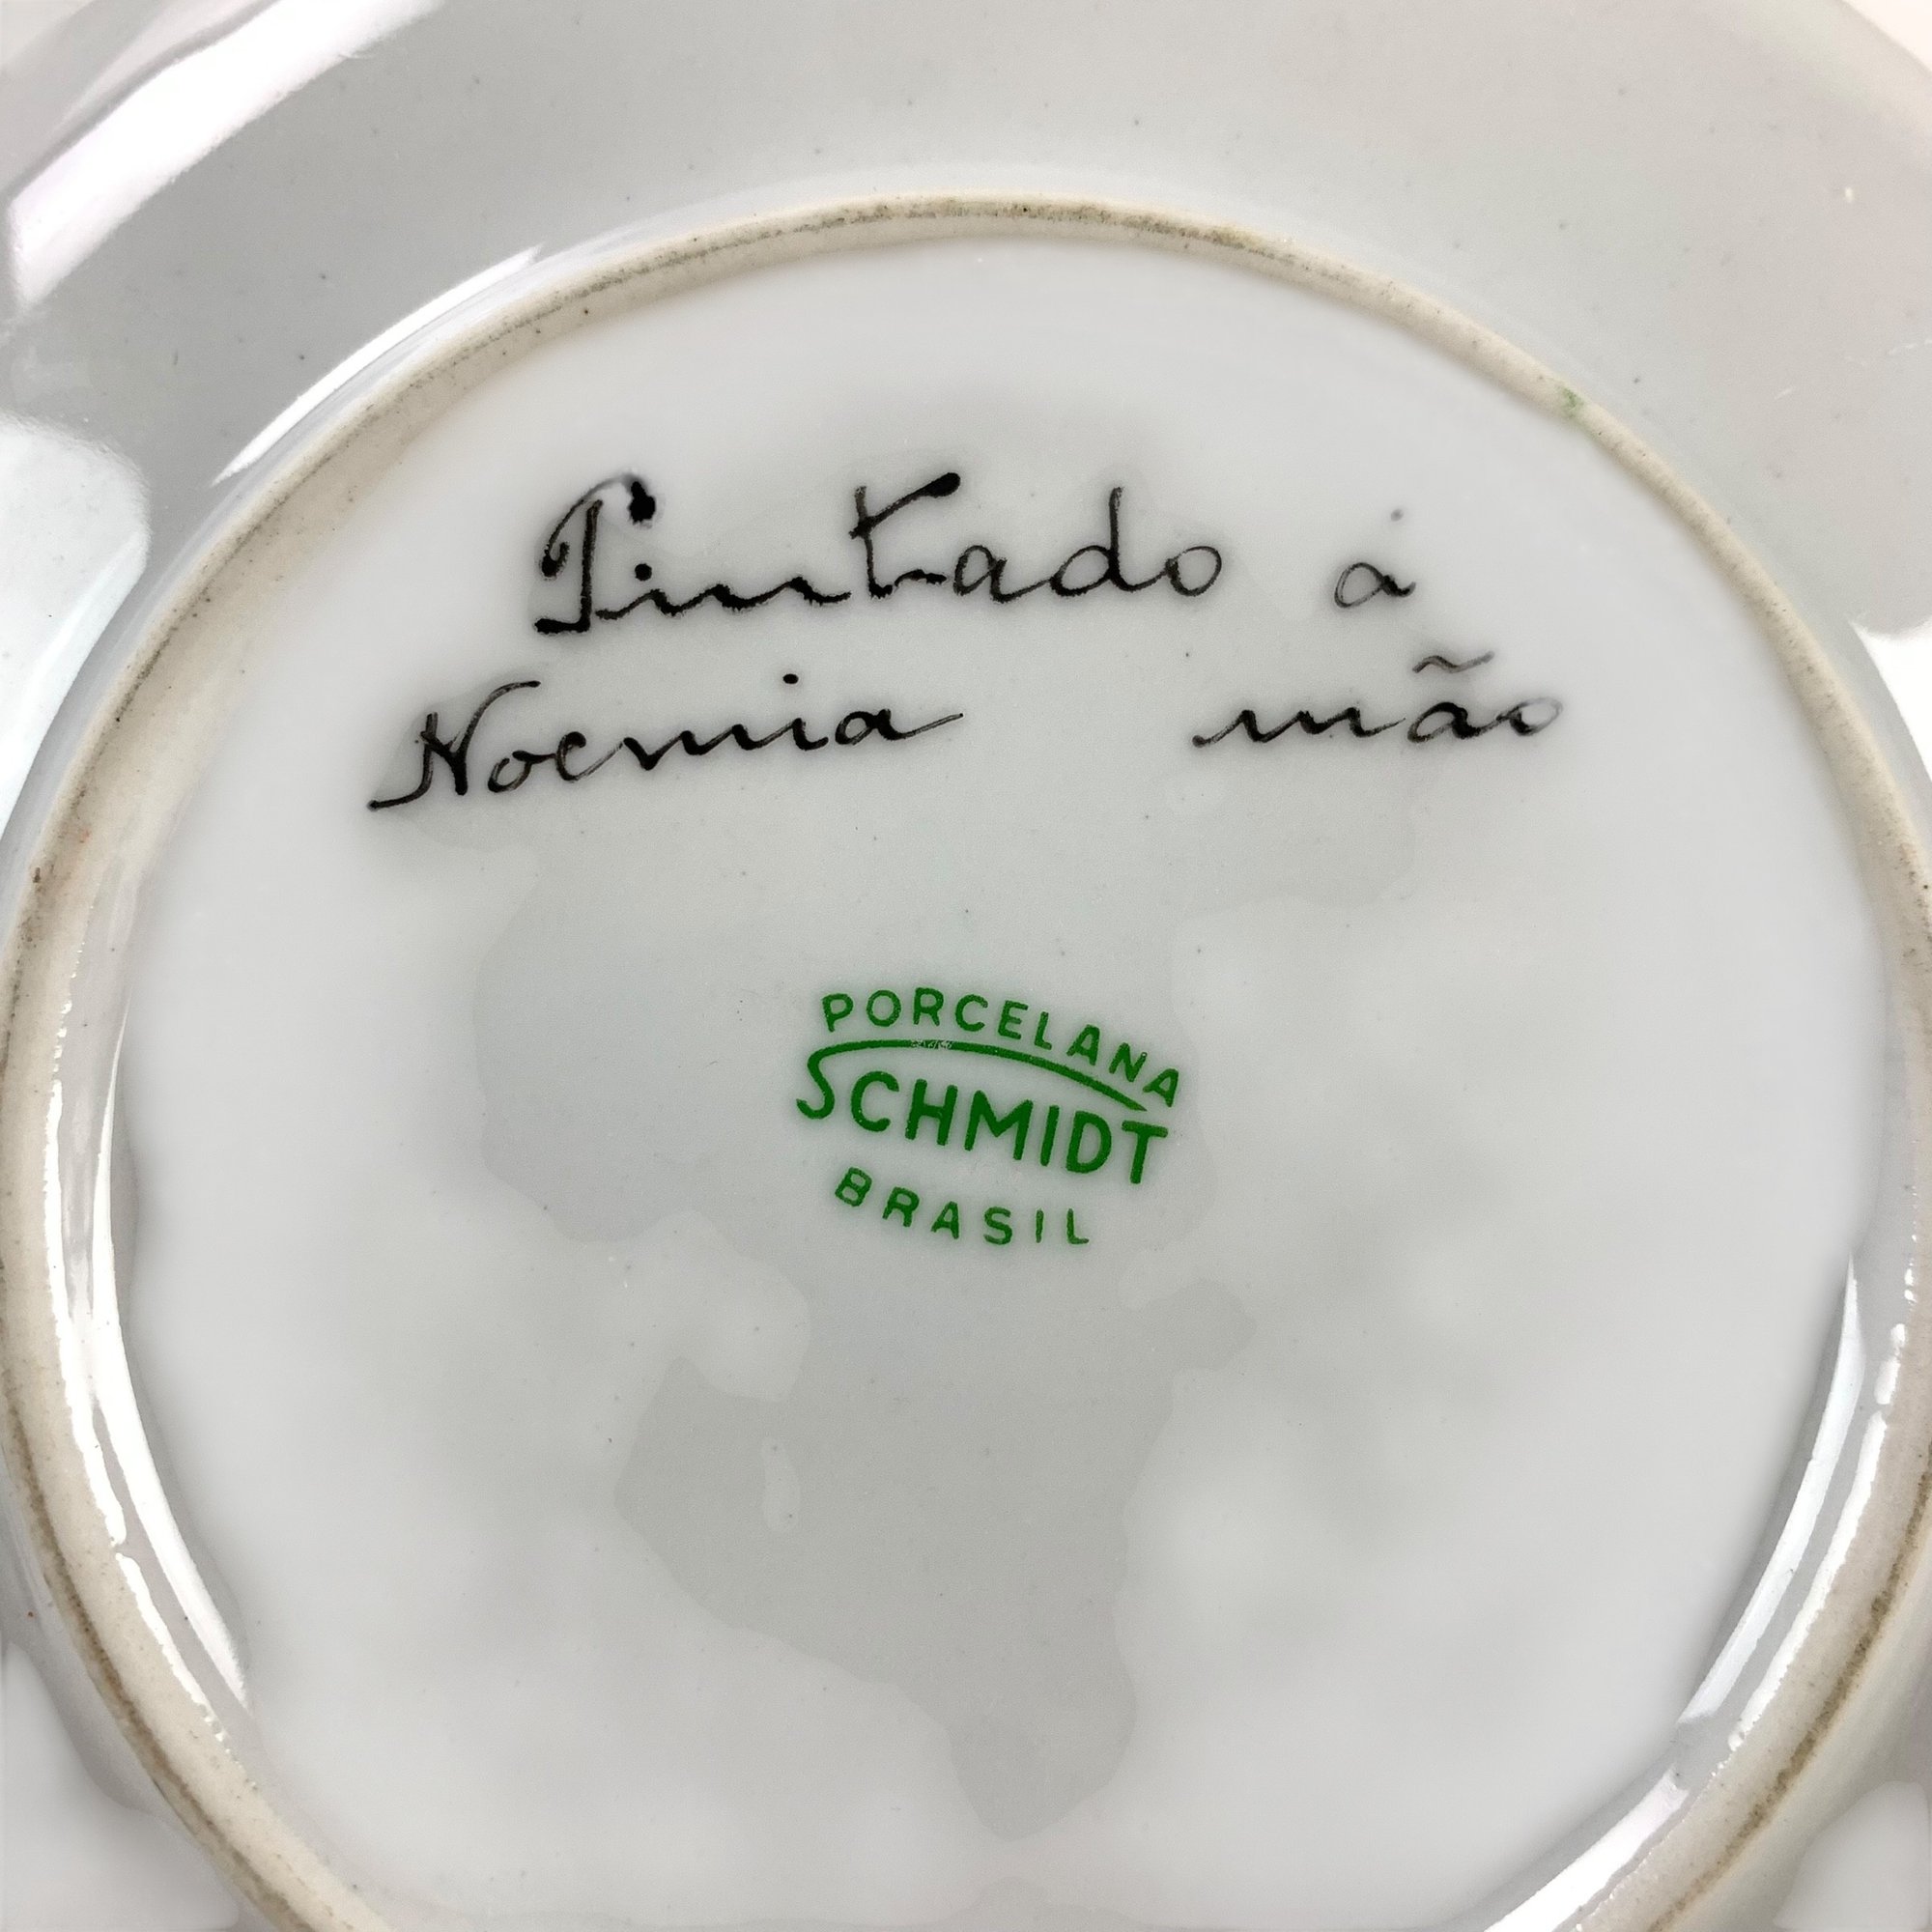 Pintado à
Noemia mão
PORCELANA
SCHMIDT
BRASIL